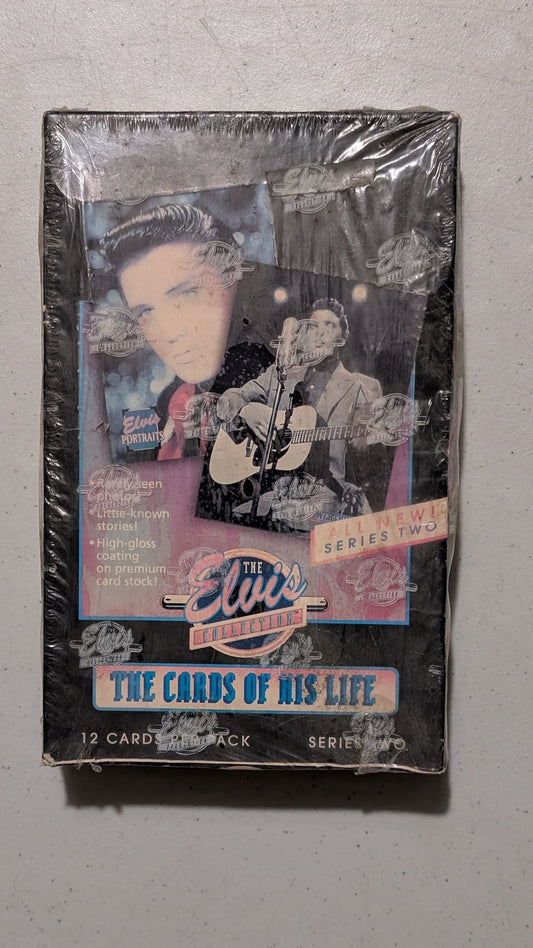 Elvis
PORTRAITS
• Rarely seen
photos!
• Little-known
stories!
• High-gloss
coating
on premium
card stock!
ALL NEW!
SERIES TWO
THE
Elvis
COLLECTION
THE CARDS OF HIS LIFE
12 CARDS PER PACK
SERIES TWO